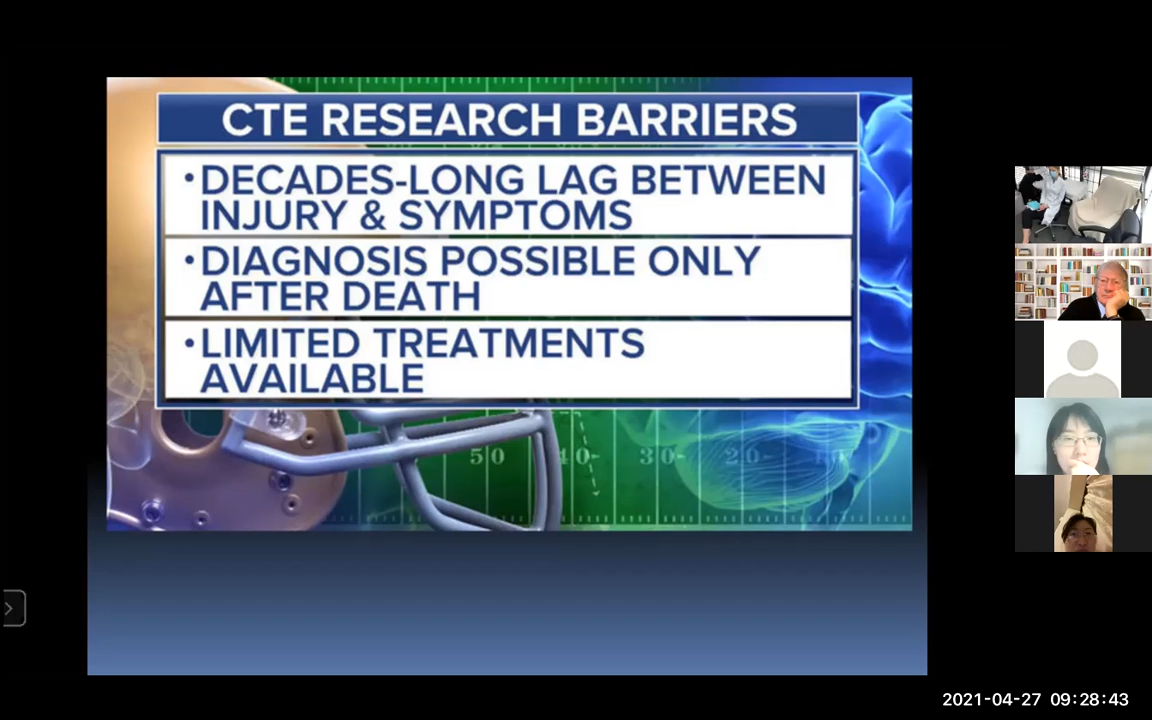 CTE RESEARCH BARRIERS
•DECADES-LONG LAG BETWEEN
INJURY & SYMPTOMS
•DIAGNOSIS POSSIBLE ONLY
AFTER DEATH
•LIMITED TREATMENTS
AVAILABLE
50 40- 30- 20-
2021-04-27 09:28:43